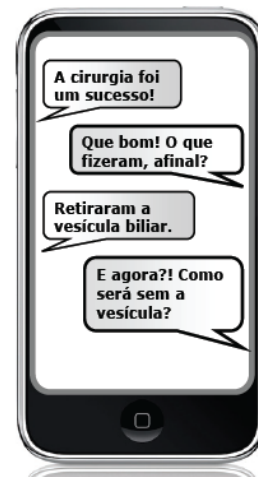 A cirurgia foi
um sucesso!
Que bom! O que
fizeram, afinal?
Retiraram a
vesícula biliar.
E agora?! Como
será sem a
vesícula?